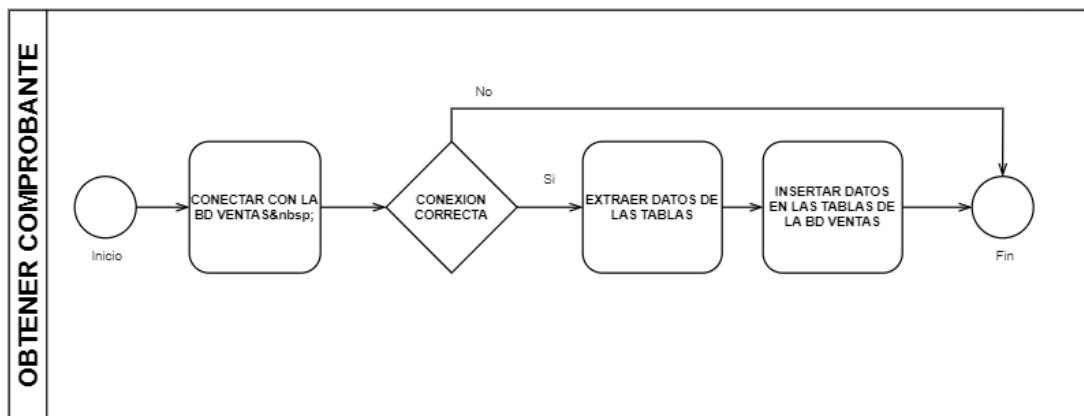 OBTENER COMPROBANTE
No
Si
CONECTAR CON LA
BD VENTAS&nbsp;
CONEXION
CORRECTA
EXTRAER DATOS DE
LAS TABLAS
INSERTAR DATOS
EN LAS TABLAS DE
LA BD VENTAS
Inicio
Fin